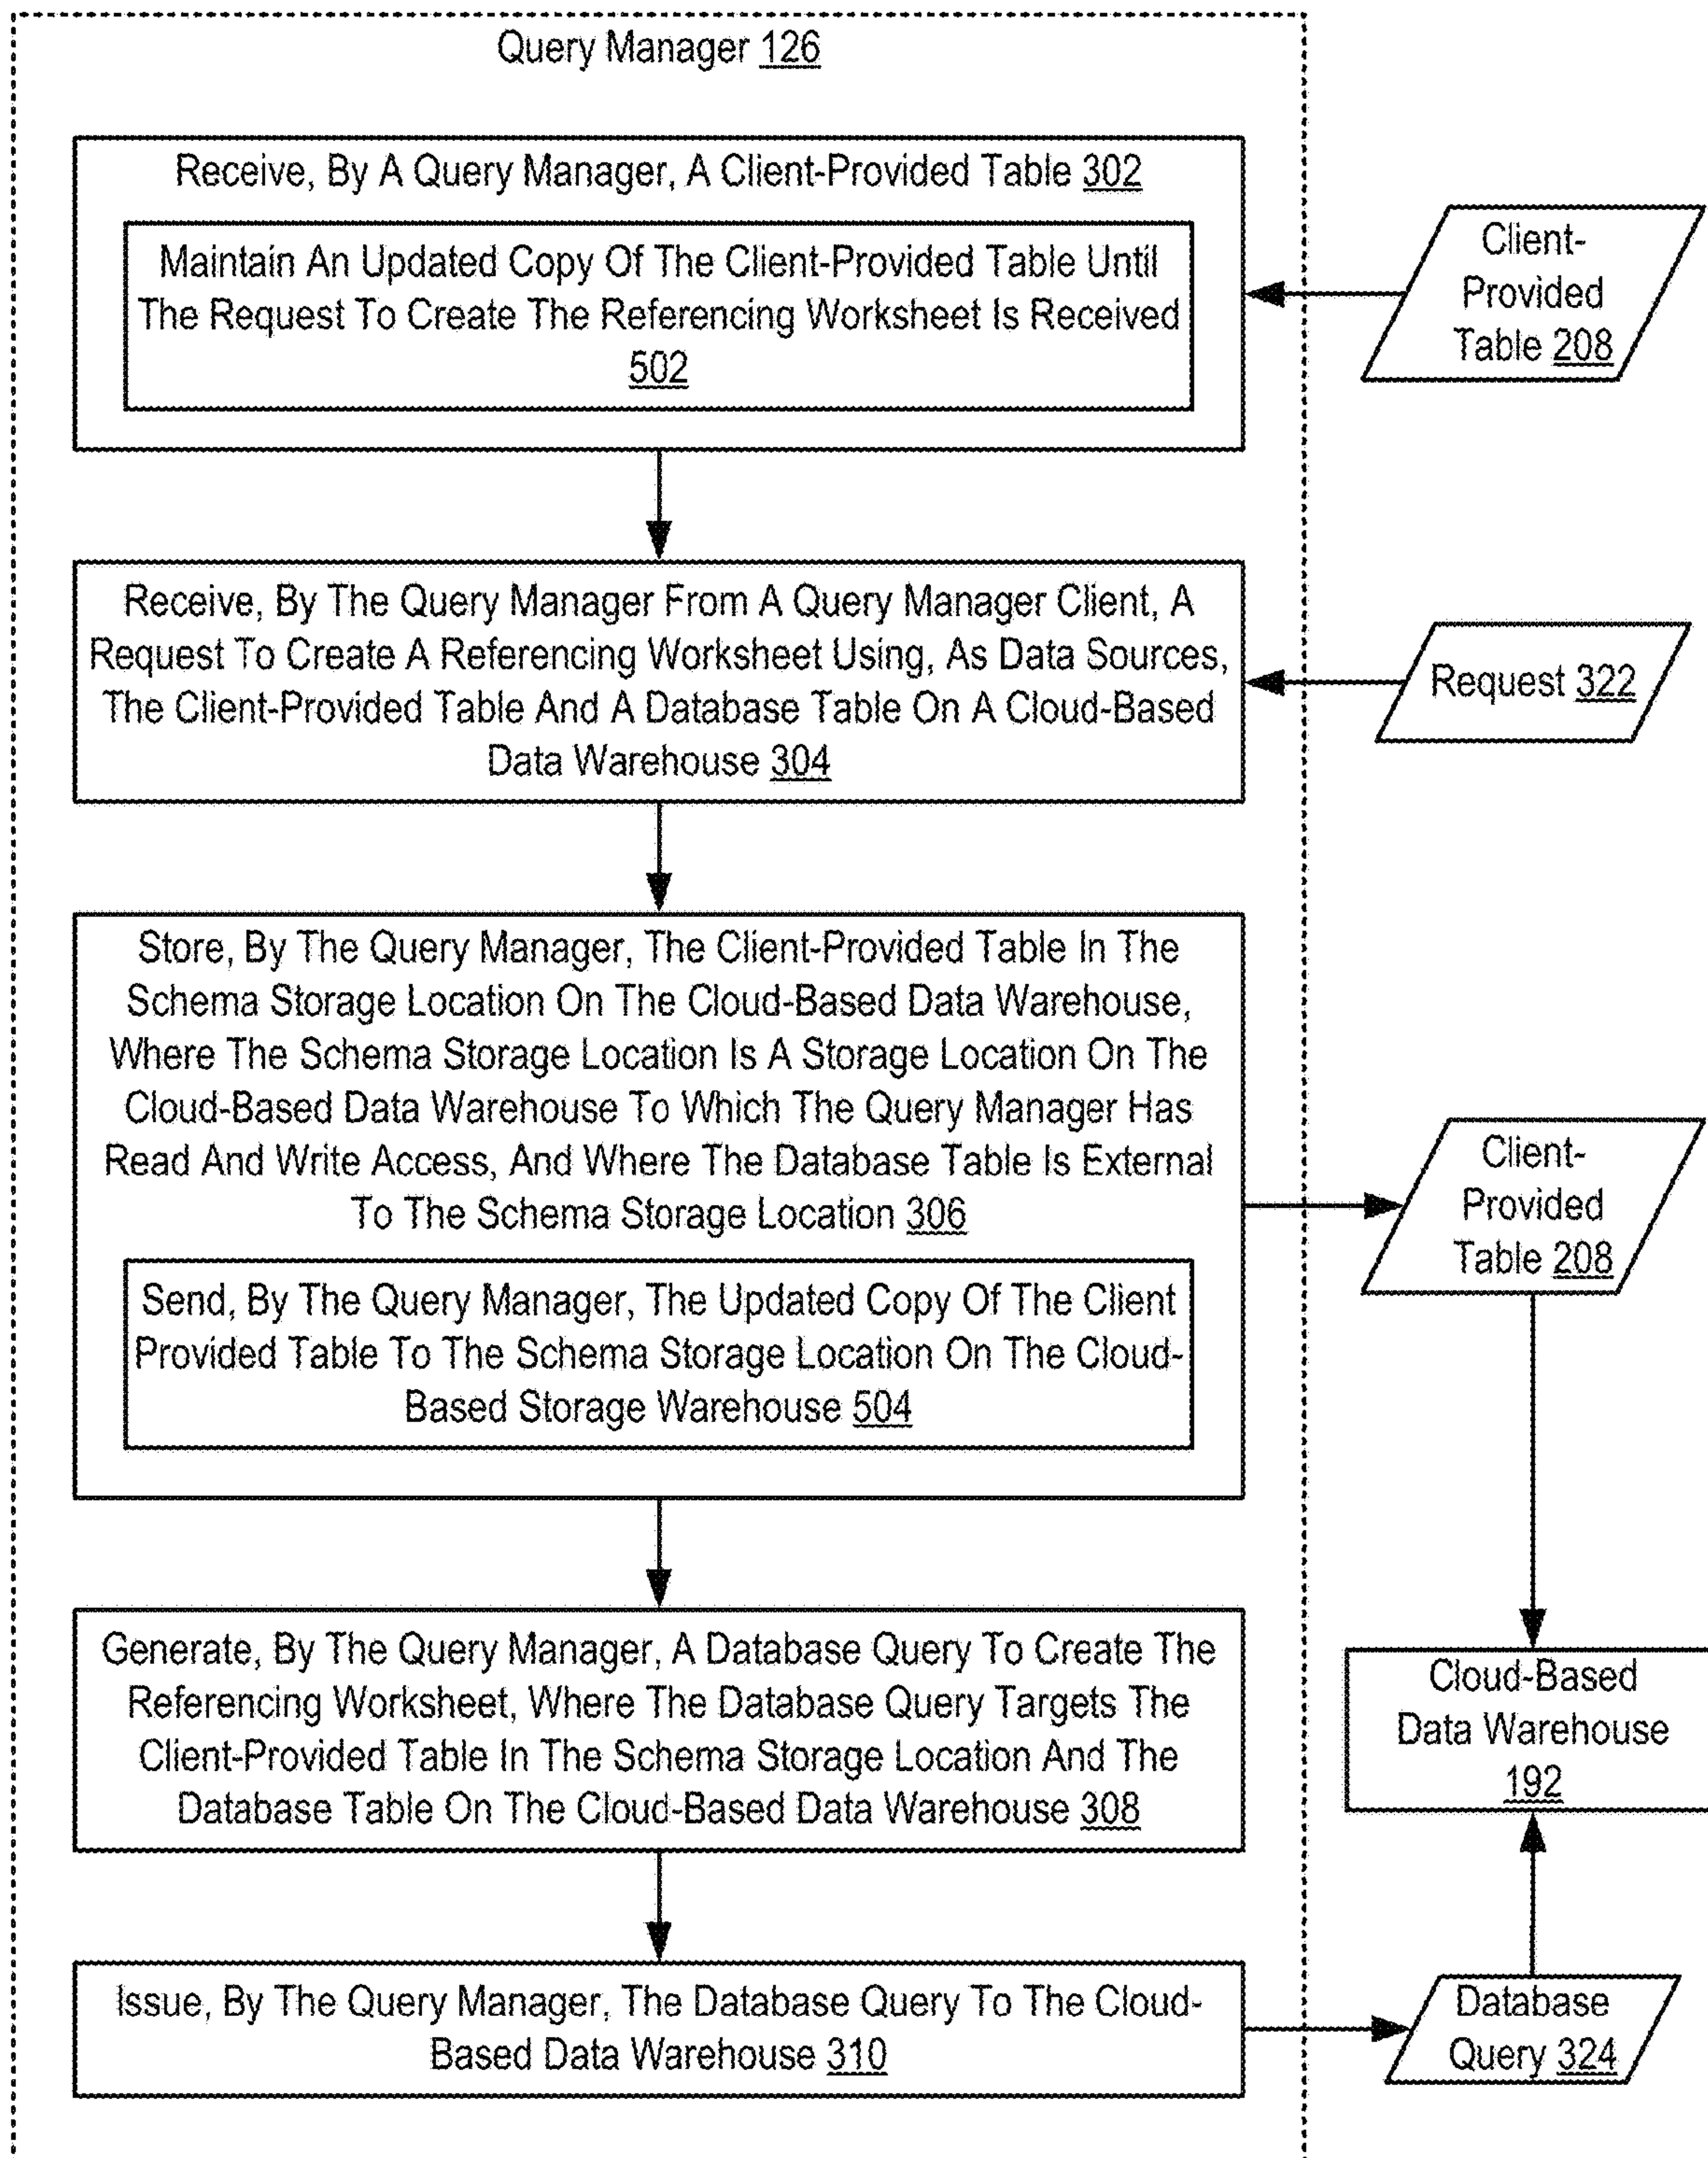 Query Manager 126
Receive, By A Query Manager, A Client-Provided Table 302
Maintain An Updated Copy Of The Client-Provided Table Until
The Request To Create The Referencing Worksheet Is Received
502
Client-
Provided
Table 208
Receive, By The Query Manager From A Query Manager Client, A
Request To Create A Referencing Worksheet Using, As Data Sources,
The Client-Provided Table And A Database Table On A Cloud-Based
Data Warehouse 304
Request 322
Store, By The Query Manager, The Client-Provided Table In The
Schema Storage Location On The Cloud-Based Data Warehouse,
Where The Schema Storage Location Is A Storage Location On The
Cloud-Based Data Warehouse To Which The Query Manager Has
Read And Write Access, And Where The Database Table Is External
To The Schema Storage Location 306
Send, By The Query Manager, The Updated Copy Of The Client
Provided Table To The Schema Storage Location On The Cloud-
Based Storage Warehouse 504
Client-
Provided
Table 208
Generate, By The Query Manager, A Database Query To Create The
Referencing Worksheet, Where The Database Query Targets The
Client-Provided Table In The Schema Storage Location And The
Database Table On The Cloud-Based Data Warehouse 308
Cloud-Based
Data Warehouse
192
Issue, By The Query Manager, The Database Query To The Cloud-
Based Data Warehouse 310
Database
Query 324